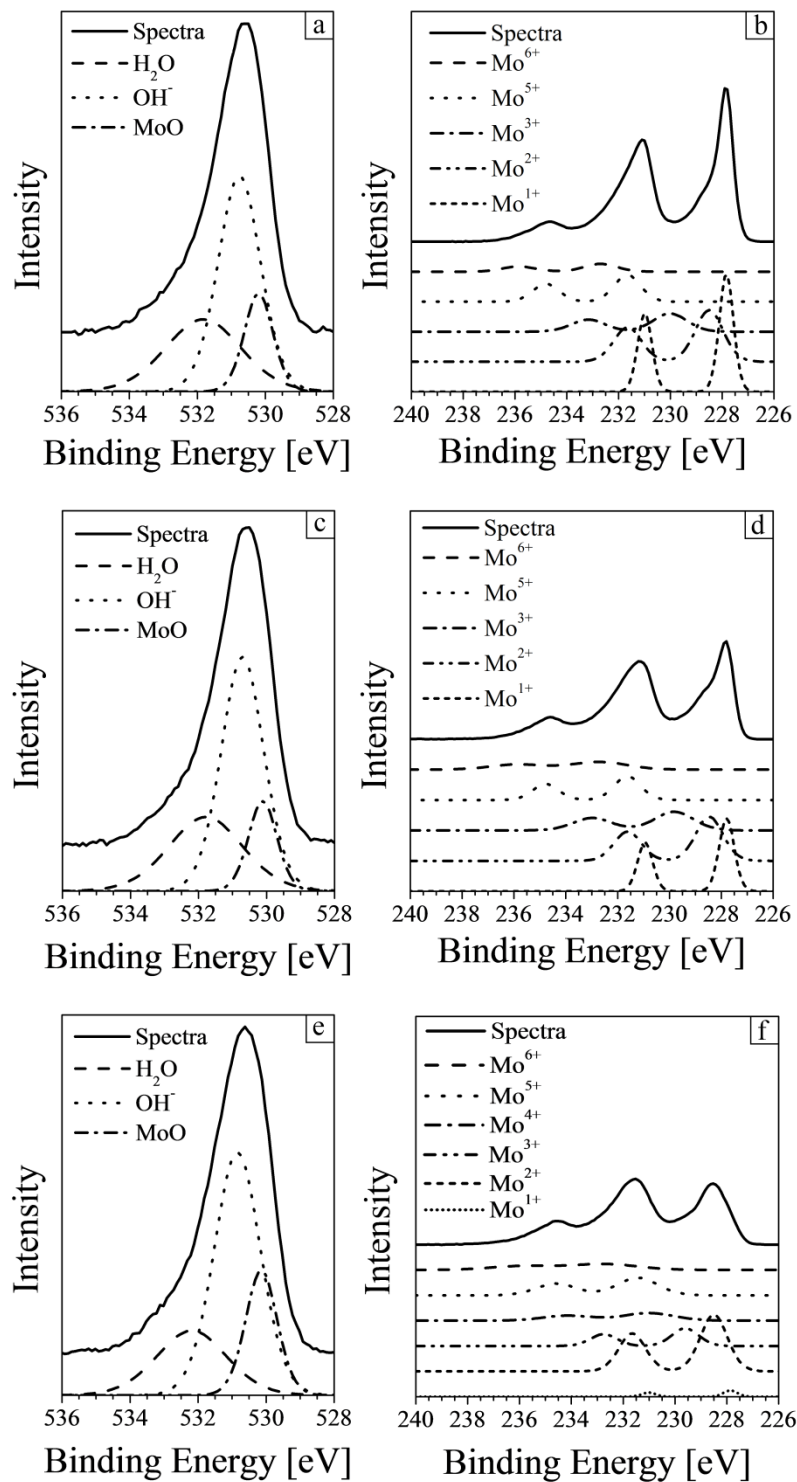 a
Spectra
H₂O
OH⁻
MoO
Intensity
536 534 532 530 528
Binding Energy [eV]
b
Spectra
Mo⁶⁺
Mo⁵⁺
Mo³⁺
Mo²⁺
Mo¹⁺
Intensity
240 238 236 234 232 230 228 226
Binding Energy [eV]
c
Spectra
H₂O
OH⁻
MoO
Intensity
536 534 532 530 528
Binding Energy [eV]
d
Spectra
Mo⁶⁺
Mo⁵⁺
Mo³⁺
Mo²⁺
Mo¹⁺
Intensity
240 238 236 234 232 230 228 226
Binding Energy [eV]
e
Spectra
H₂O
OH⁻
MoO
Intensity
536 534 532 530 528
Binding Energy [eV]
f
Spectra
Mo⁶⁺
Mo⁵⁺
Mo⁴⁺
Mo³⁺
Mo²⁺
Mo¹⁺
Intensity
240 238 236 234 232 230 228 226
Binding Energy [eV]